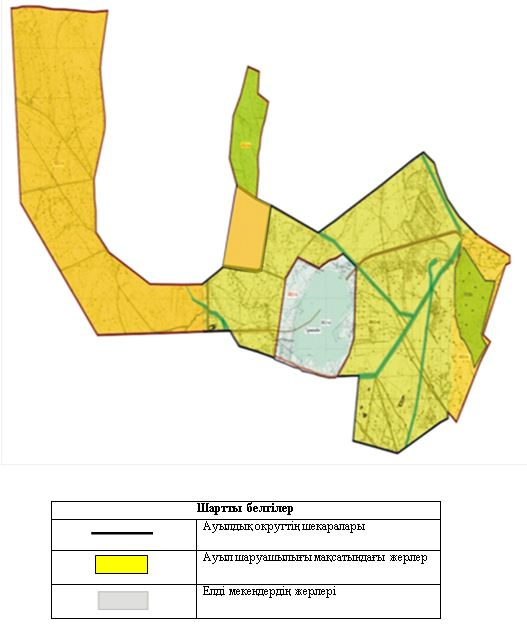 Шартты белгілер
Ауылдық округтің шекаралары
Ауыл шаруашылығы мақсатындағы жерлер
Елді мекендердің жерлері